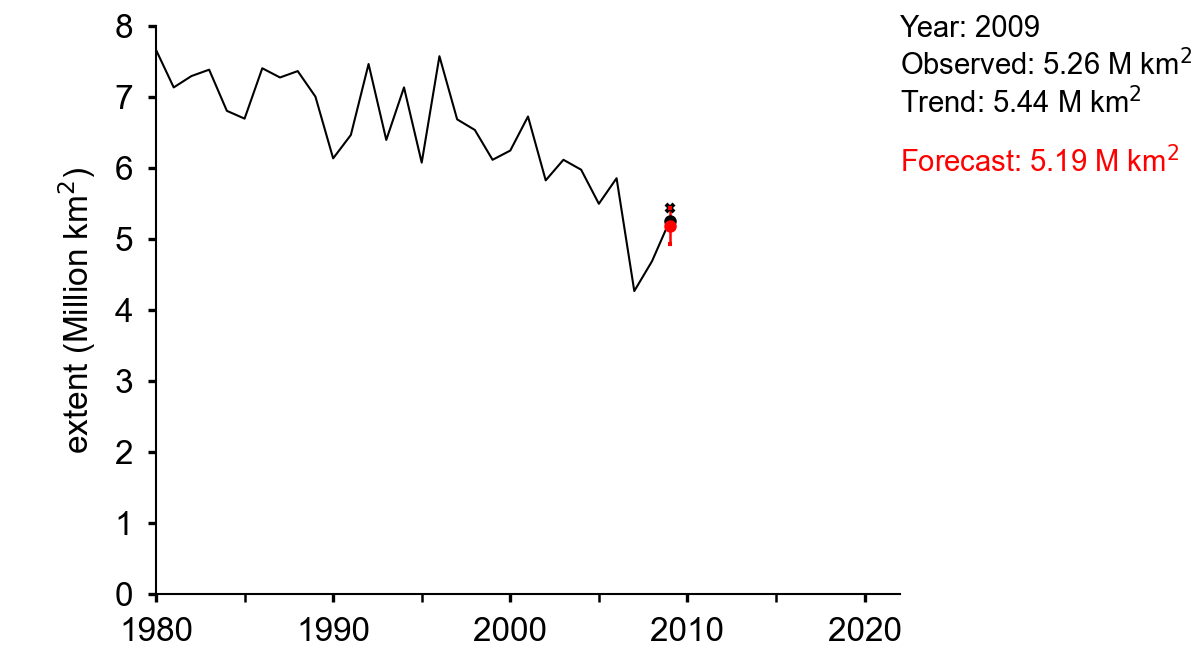 Year: 2009
Observed: 5.26 M km²
Trend: 5.44 M km²
Forecast: 5.19 M km²
extent (Million km²)
8
7
6
5
4
3
2
1
0
1980 1990 2000 2010 2020